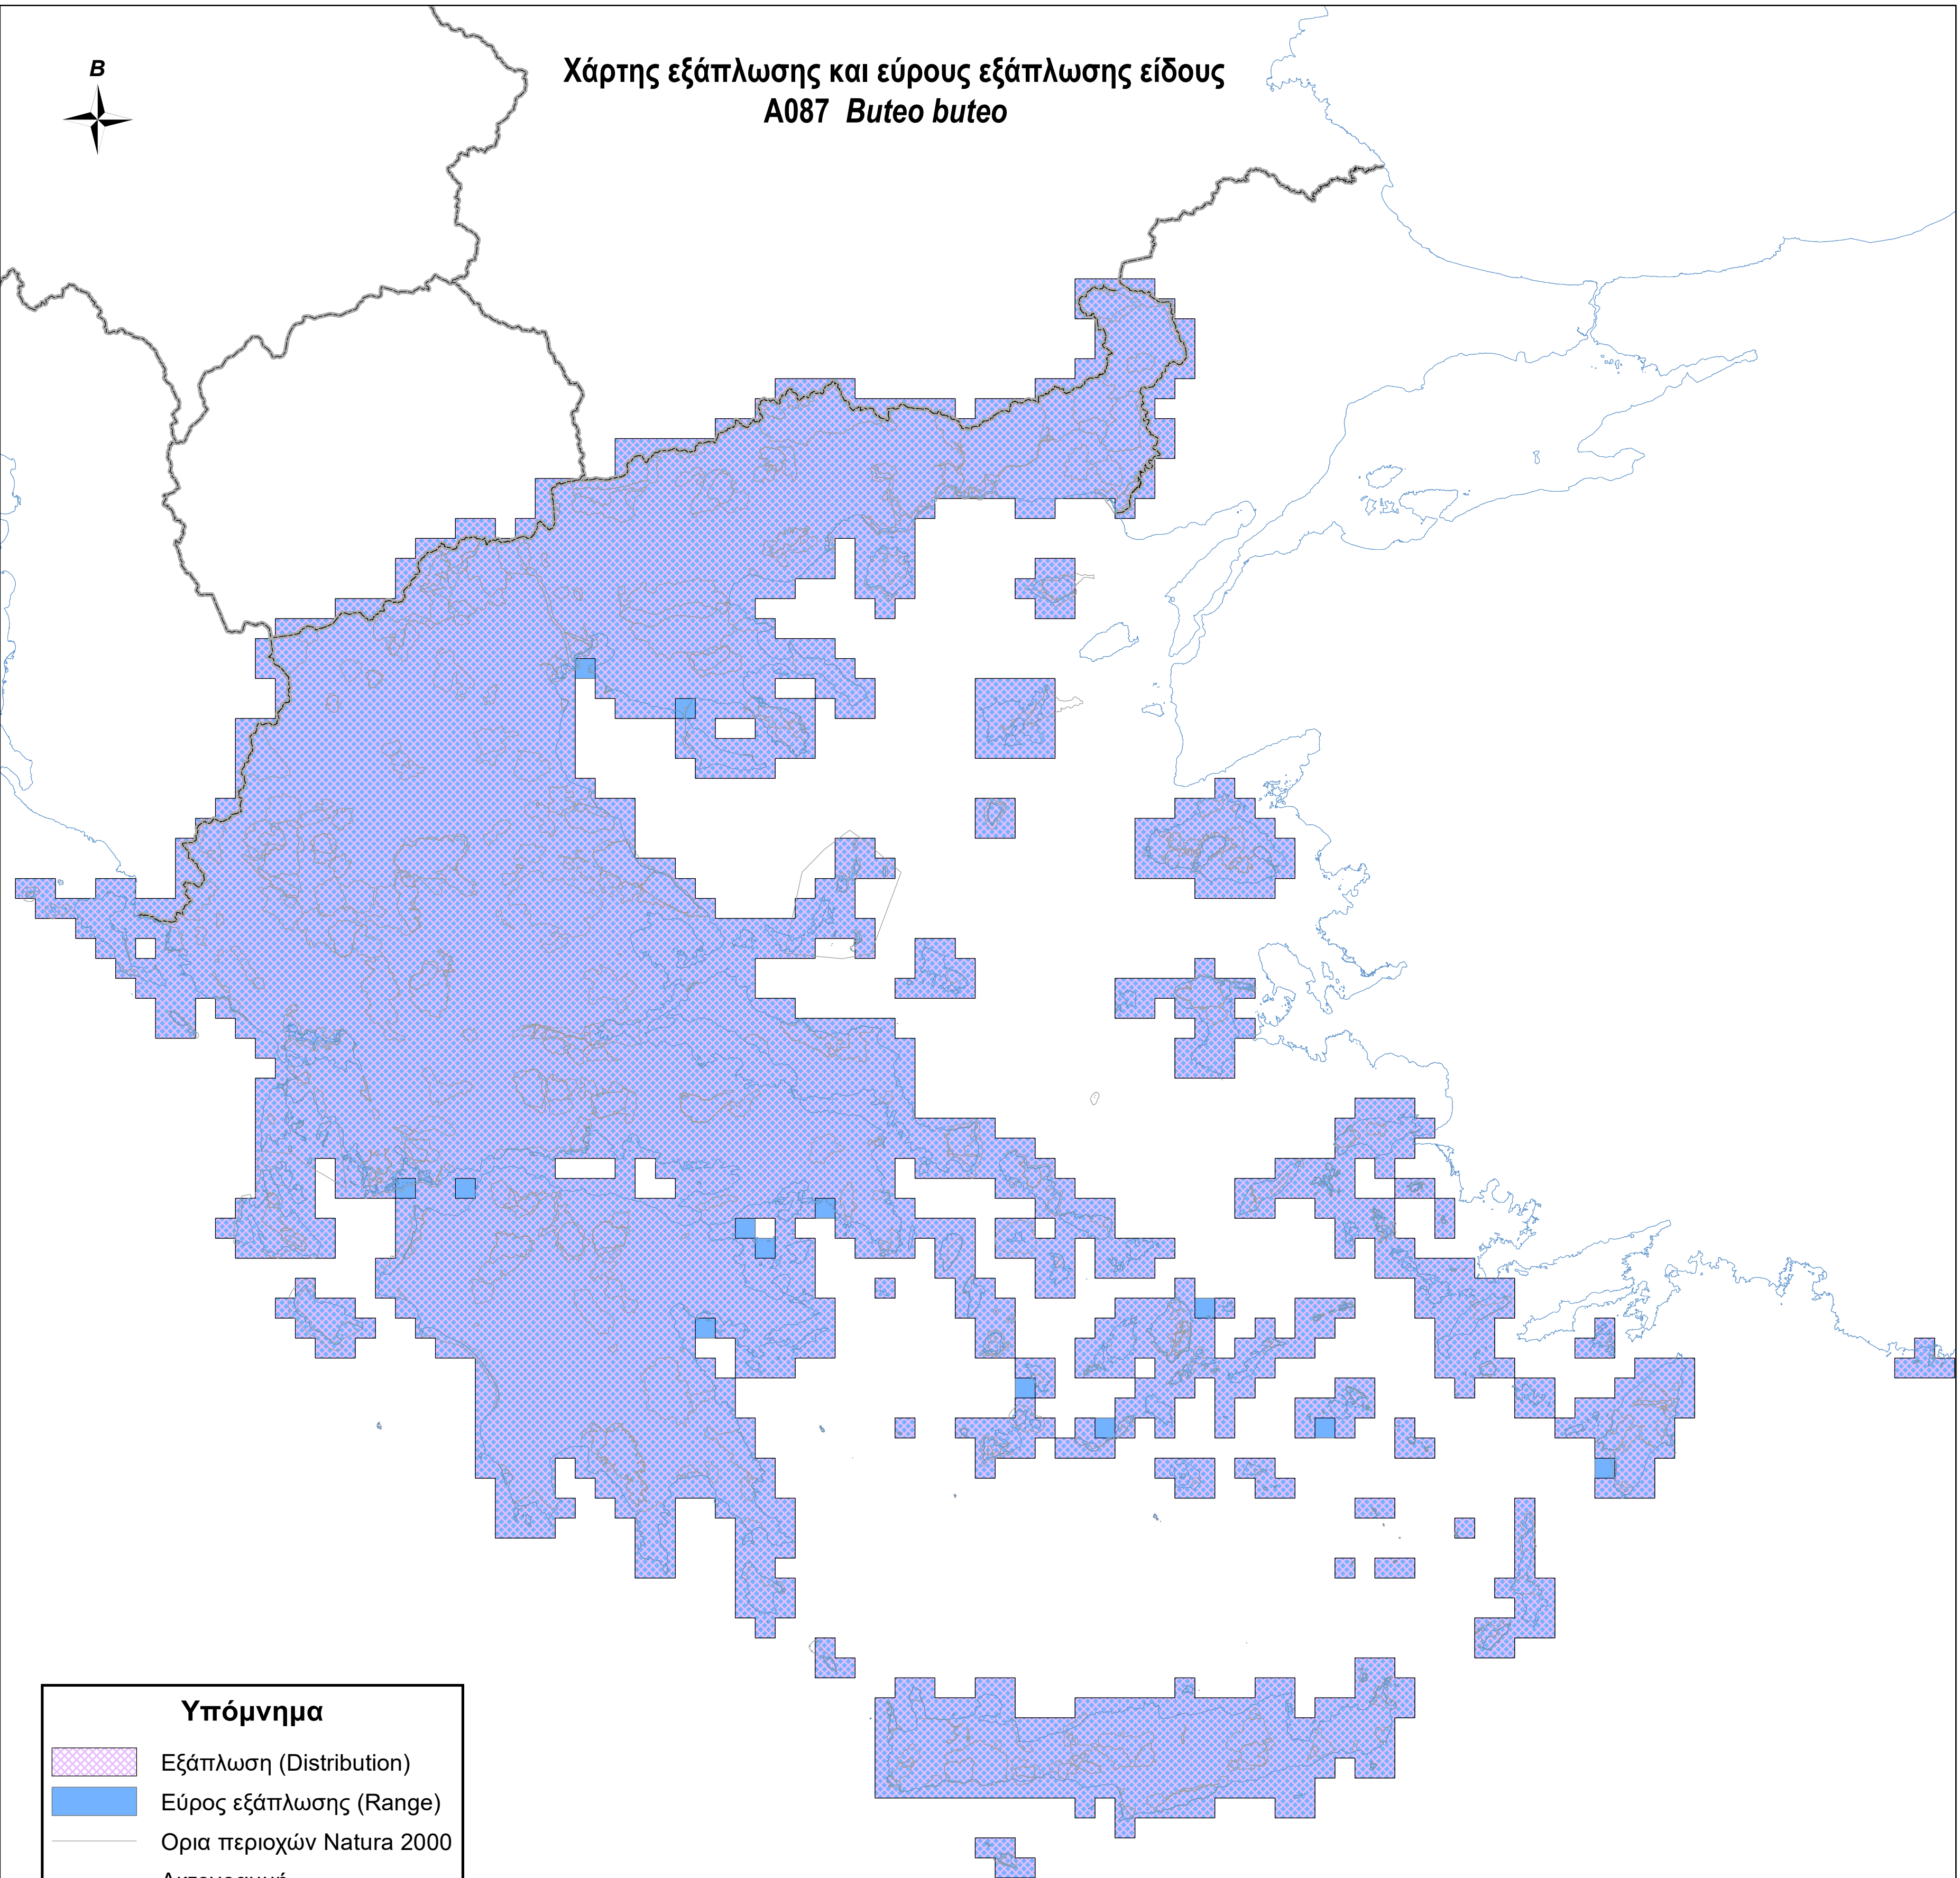 B
Χάρτης εξάπλωσης και εύρους εξάπλωσης είδους
A087 Buteo buteo
Υπόμνημα
Εξάπλωση (Distribution)
Εύρος εξάπλωσης (Range)
Ορια περιοχών Natura 2000